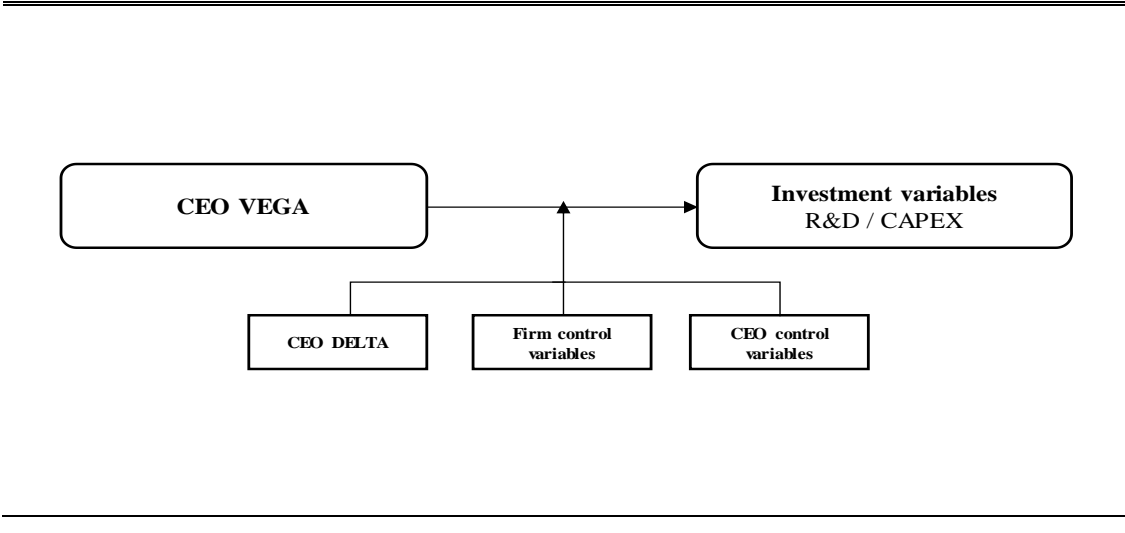 CEO VEGA
Investment variables
R&D / CAPEX
CEO DELTA
Firm control
variables
CEO control
variables